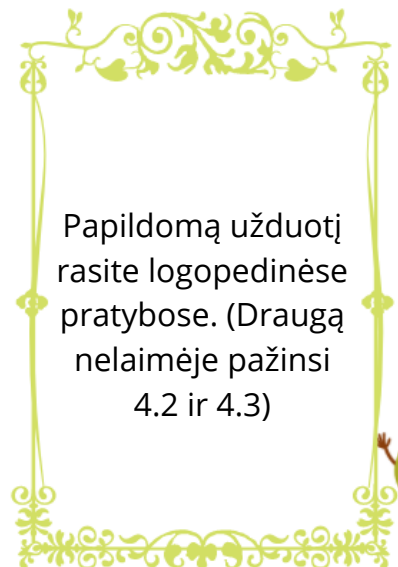 Papildomą užduotį
rasite logopedinėse
pratybose. (Draugą
nelaimėje pažinsi
4.2 ir 4.3)